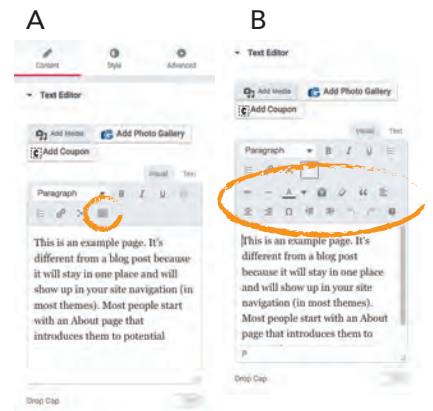 A
Content Style Advanced
Text Editor
Add Media Add Photo Gallery
Add Coupon
Visual Text
Paragraph B I U
This is an example page. It's
different from a blog post because
it will stay in one place and will
show up in your site navigation (in
most themes). Most people start
with an About page that
introduces them to potential
Drop Cap
B
Text Editor
Add Media Add Photo Gallery
Add Coupon
Visual Text
Paragraph B I U
A Ω
This is an example page. It's
different from a blog post
because it will stay in one place
and will show up in your site
navigation (in most themes).
Most people start with an About
page that introduces them to
P
Drop Cap